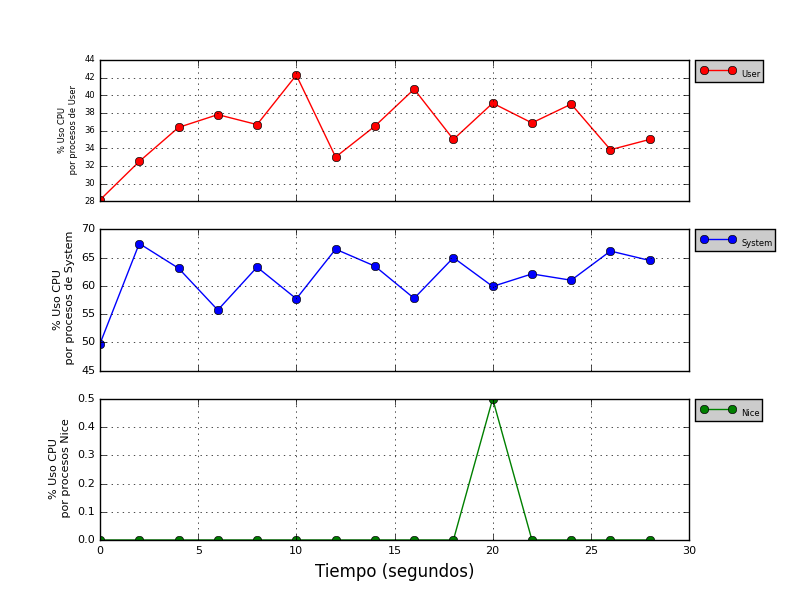 44
42
40
38
36
34
32
30
28
% Uso CPU
por procesos de User
User
70
65
60
55
50
45
% Uso CPU
por procesos de System
System
0.5
0.4
0.3
0.2
0.1
0.0
% Uso CPU
por procesos Nice
Nice
0 5 10 15 20 25 30
Tiempo (segundos)